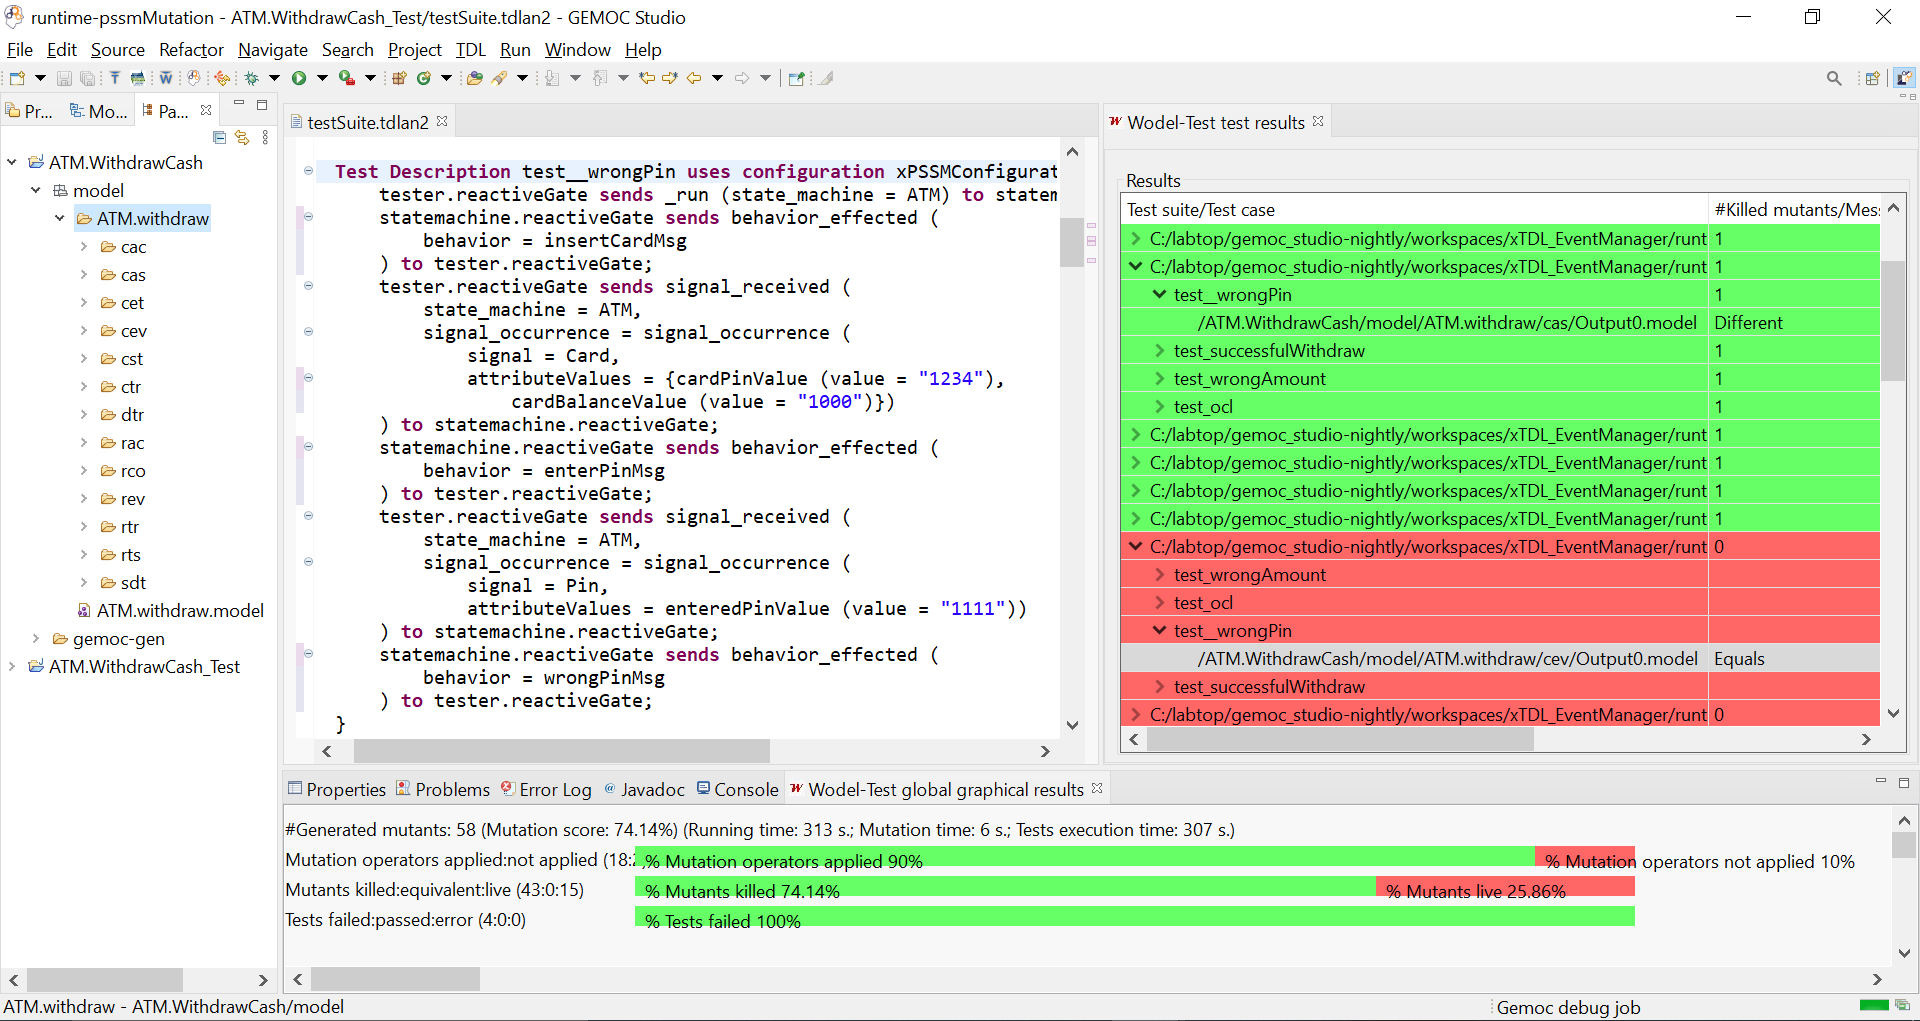 runtime-pssmMutation - ATM.WithdrawCash_Test/testSuite.tdlan2 - GEMOC Studio
File Edit Source Refactor Navigate Search Project TDL Run Window Help
Pr... Mo... Pa...
ATM.WithdrawCash
model
ATM.withdraw
cac
cas
cet
cev
cst
ctr
dtr
rac
rco
rev
rtr
rts
sdt
ATM.withdraw.model
gemoc-gen
ATM.WithdrawCash_Test
testSuite.tdlan2
Test Description test__wrongPin uses configuration xPSSMConfigurat
tester.reactiveGate sends _run (state_machine = ATM) to statem
statemachine.reactiveGate sends behavior_effected (
behavior = insertCardMsg
) to tester.reactiveGate;
tester.reactiveGate sends signal_received (
state_machine = ATM,
signal_occurrence = signal_occurrence (
signal = Card,
attributeValues = {cardPinValue (value = "1234"),
cardBalanceValue (value = "1000")})
) to statemachine.reactiveGate;
statemachine.reactiveGate sends behavior_effected (
behavior = enterPinMsg
) to tester.reactiveGate;
tester.reactiveGate sends signal_received (
state_machine = ATM,
signal_occurrence = signal_occurrence (
signal = Pin,
attributeValues = enteredPinValue (value = "1111"))
) to statemachine.reactiveGate;
statemachine.reactiveGate sends behavior_effected (
behavior = wrongPinMsg
) to tester.reactiveGate;
}
Wodel-Test test results
Results
Test suite/Test case #Killed mutants/Mes
C:/labtop/gemoc_studio-nightly/workspaces/xTDL_EventManager/runt 1
C:/labtop/gemoc_studio-nightly/workspaces/xTDL_EventManager/runt 1
test__wrongPin 1
/ATM.WithdrawCash/model/ATM.withdraw/cas/Output0.model Different
test_successfulWithdraw 1
test_wrongAmount 1
test_ocl 1
C:/labtop/gemoc_studio-nightly/workspaces/xTDL_EventManager/runt 1
C:/labtop/gemoc_studio-nightly/workspaces/xTDL_EventManager/runt 1
C:/labtop/gemoc_studio-nightly/workspaces/xTDL_EventManager/runt 1
C:/labtop/gemoc_studio-nightly/workspaces/xTDL_EventManager/runt 1
C:/labtop/gemoc_studio-nightly/workspaces/xTDL_EventManager/runt 0
test_wrongAmount
test_ocl
test__wrongPin
/ATM.WithdrawCash/model/ATM.withdraw/cev/Output0.model Equals
test_successfulWithdraw
C:/labtop/gemoc_studio-nightly/workspaces/xTDL_EventManager/runt 0
Properties Problems Error Log @ Javadoc Console Wodel-Test global graphical results
#Generated mutants: 58 (Mutation score: 74.14%) (Running time: 313 s.; Mutation time: 6 s.; Tests execution time: 307 s.)
Mutation operators applied:not applied (18: % Mutation operators applied 90% % Mutation operators not applied 10%
Mutants killed:equivalent:live (43:0:15) % Mutants killed 74.14% % Mutants live 25.86%
Tests failed:passed:error (4:0:0) % Tests failed 100%
ATM.withdraw - ATM.WithdrawCash/model Gemoc debug job